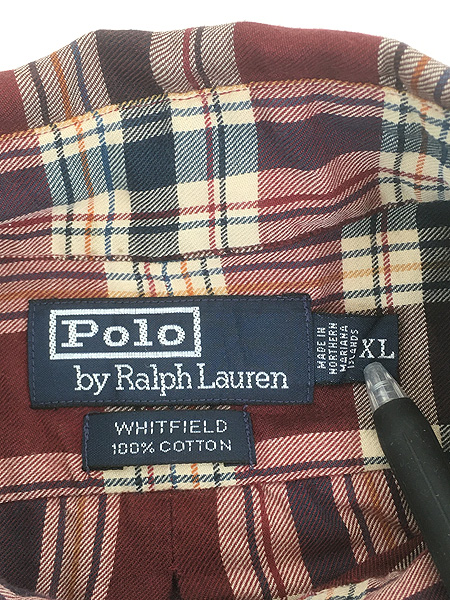 Polo
by Ralph Lauren
MADE IN
NORTHERN
MARIANA
ISLANDS
XL
WHITFIELD
100% COTTON